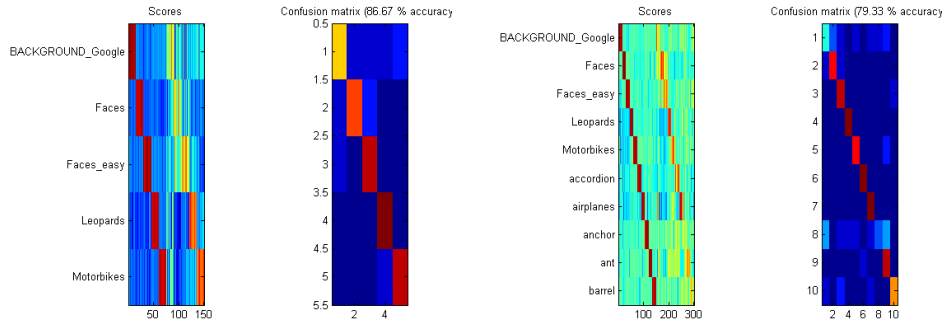 Scores
Confusion matrix (86.67 % accuracy
BACKGROUND_Google
Faces
Faces_easy
Leopards
Motorbikes
50 100 150
0.5
1
1.5
2
2.5
3
3.5
4
4.5
5
5.5
2 4
Scores
Confusion matrix (79.33 % accuracy
BACKGROUND_Google
Faces
Faces_easy
Leopards
Motorbikes
accordion
airplanes
anchor
ant
barrel
100 200 300
1
2
3
4
5
6
7
8
9
10
2 4 6 8 10